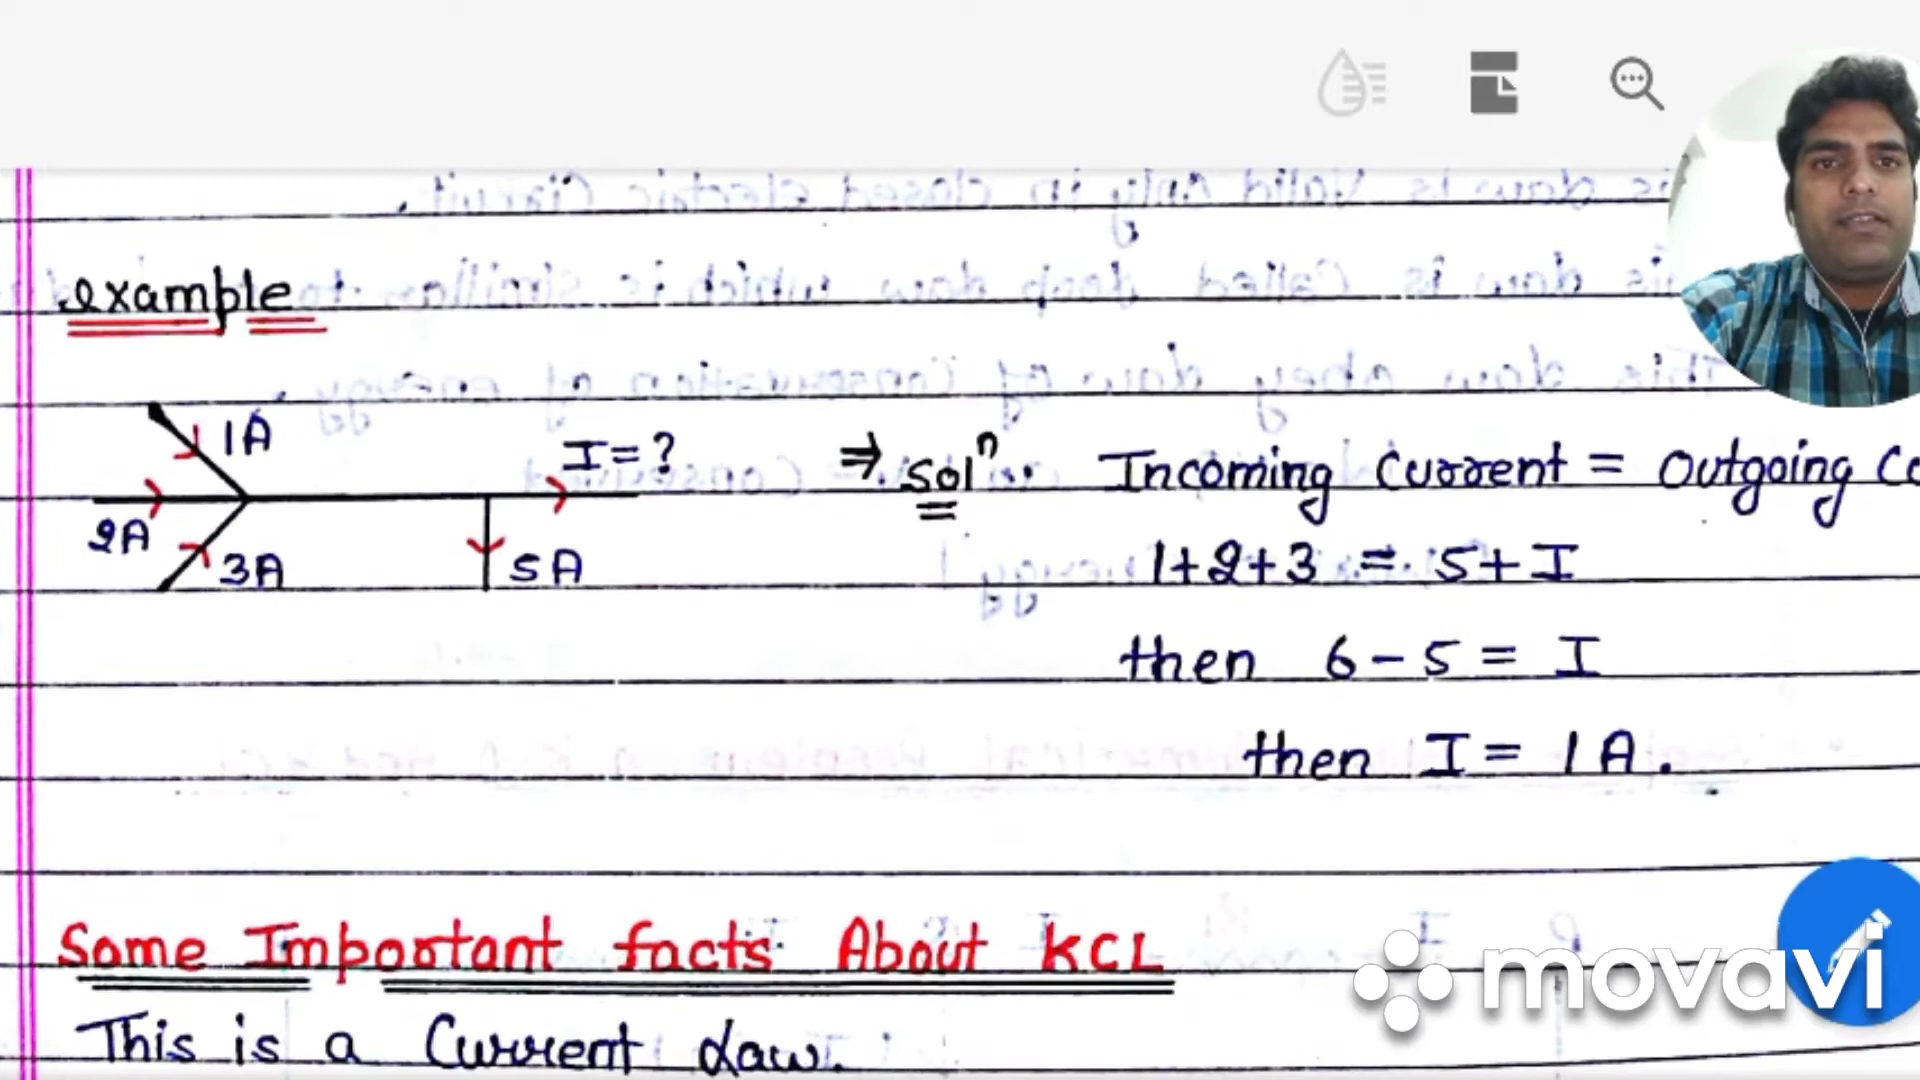 example
1A
I = ?
⇒ Solⁿ. Incoming Current = Outgoing
2A
3A
5A
1+2+3 = 5+I
then 6-5 = I
then I = 1A.
Some Important facts About KCL
This is a Current Law.
movavi